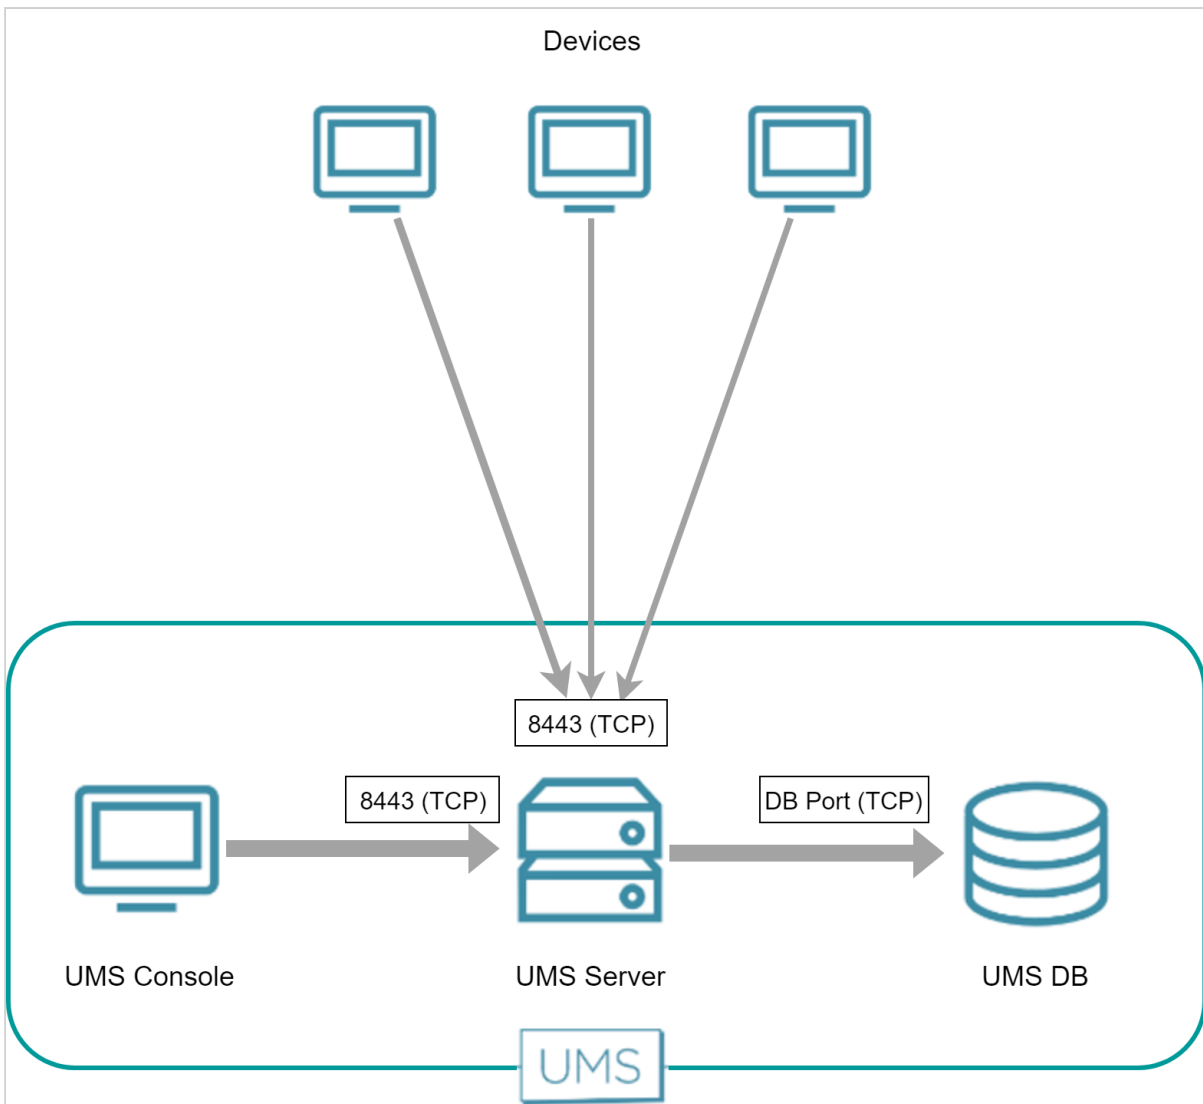 Devices
8443 (TCP)
8443 (TCP)
DB Port (TCP)
UMS Console
UMS Server
UMS DB
UMS